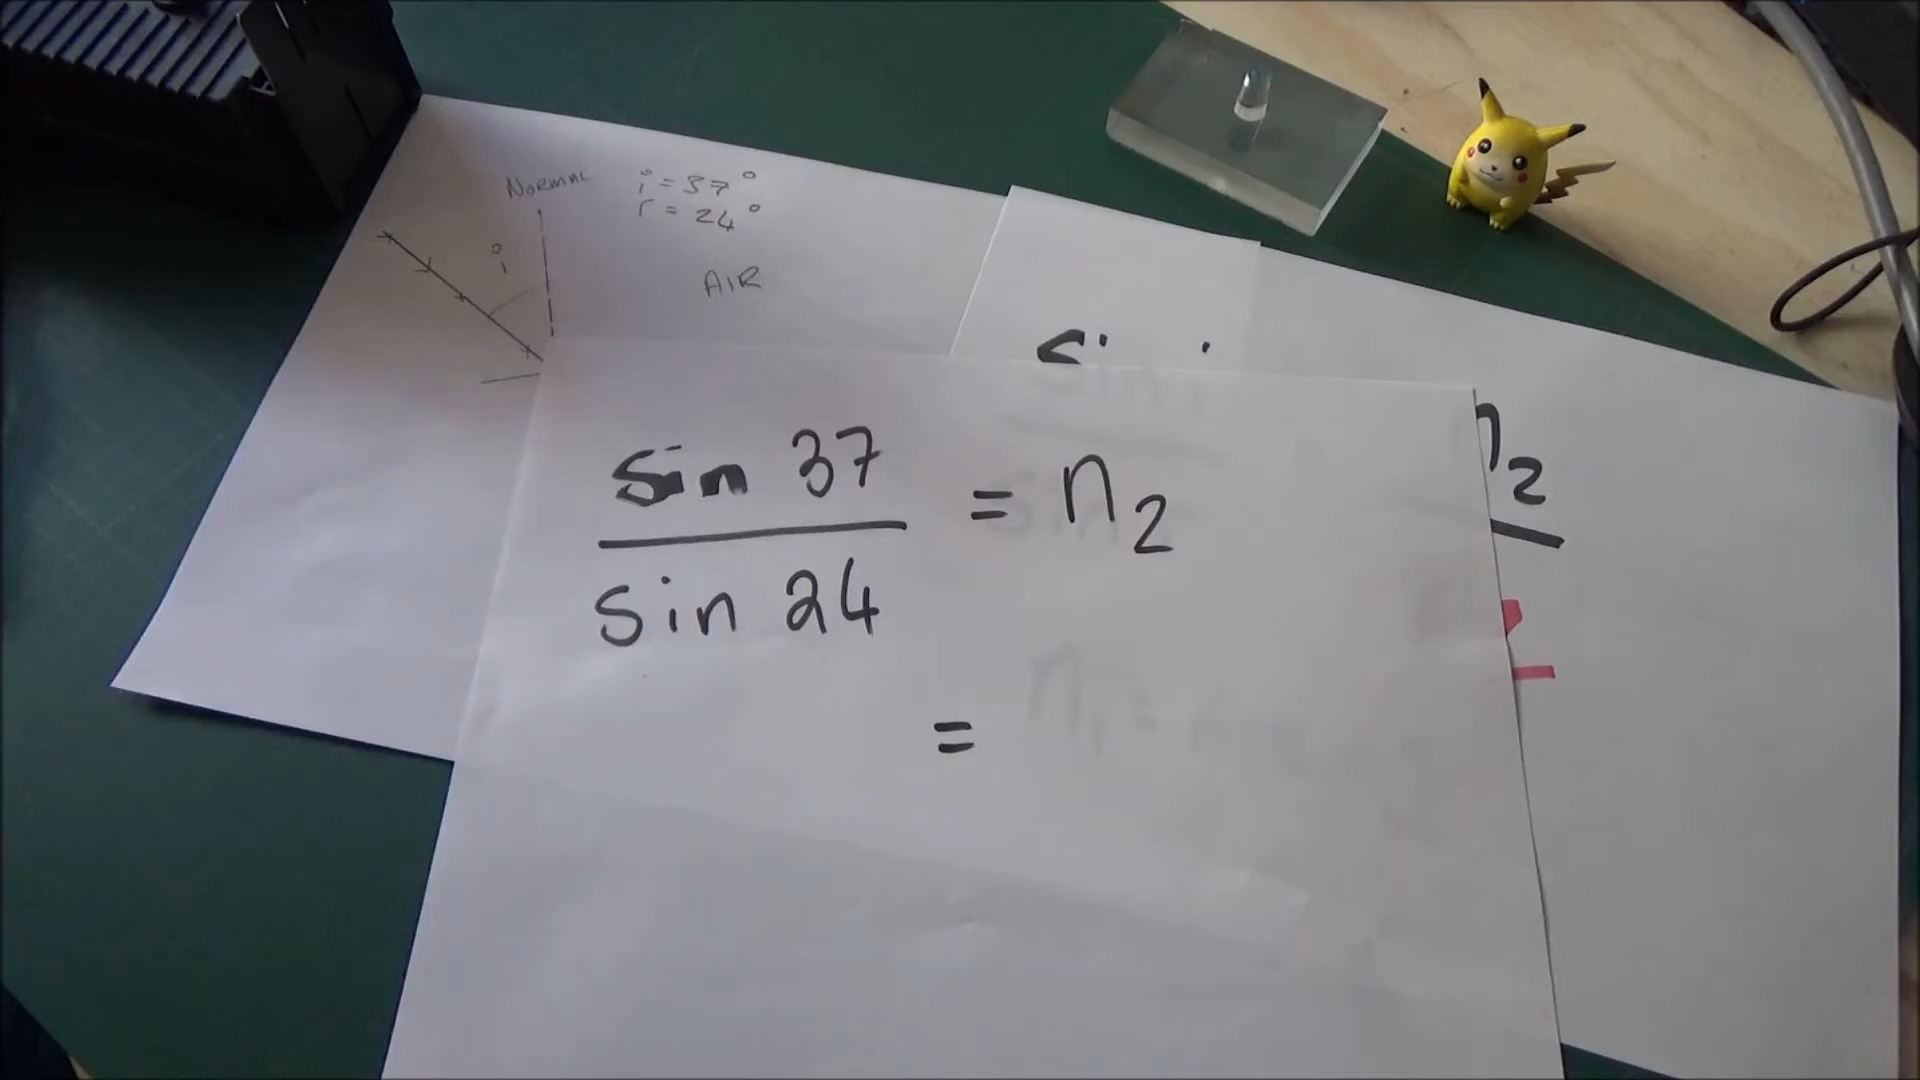 NORMAL
i = 37°
r = 24°
i
AIR
sin 37
sin 24
= n₂
=
n₂